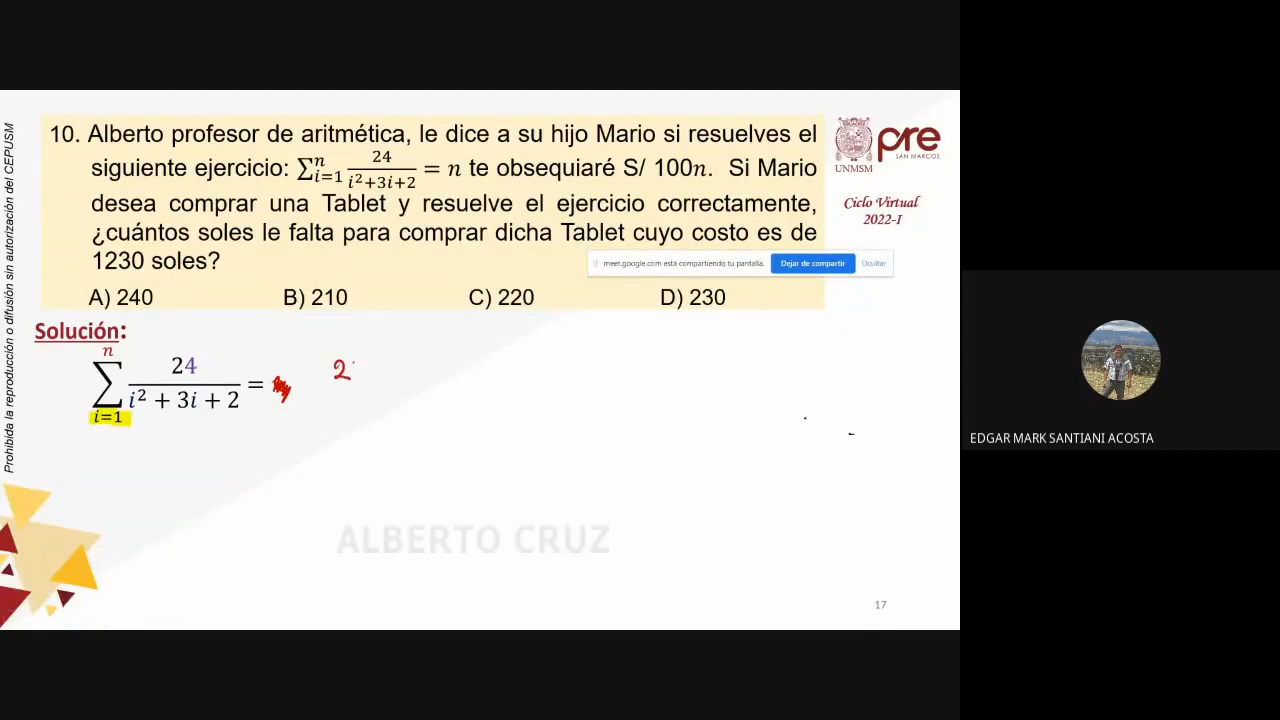 Prohibida la reproducción o difusión sin autorización del CEPUSM
10. Alberto profesor de aritmética, le dice a su hijo Mario si resuelves el
siguiente ejercicio: ∑ⁿᵢ₌₁ 24/(i²+3i+2) = n te obsequiaré S/ 100n. Si Mario
desea comprar una Tablet y resuelve el ejercicio correctamente,
¿cuántos soles le falta para comprar dicha Tablet cuyo costo es de
1230 soles?
A) 240 B) 210 C) 220 D) 230
UNMSM
pre
SAN MARCOS
Ciclo Virtual
2022-I
meet.google.com está compartiendo tu pantalla.
Dejar de compartir
Ocultar
Solución:
∑ⁿᵢ₌₁ 24/(i² + 3i + 2) =
2
ALBERTO CRUZ
17
EDGAR MARK SANTIANI ACOSTA